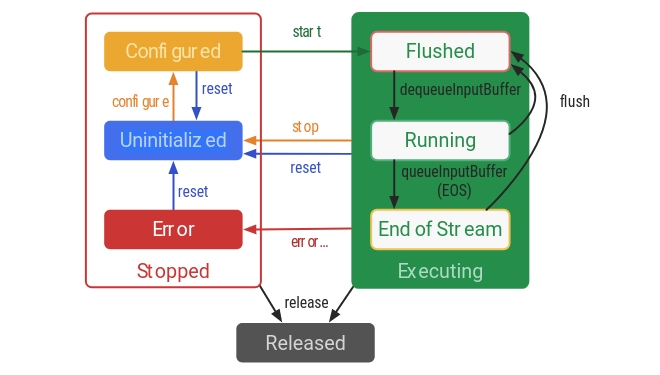 Configured
start
Flushed
configure
reset
dequeueInputBuffer
flush
Uninitialized
stop
reset
Running
queueInputBuffer
(EOS)
reset
Error
error...
End of Stream
Stopped
Executing
release
Released